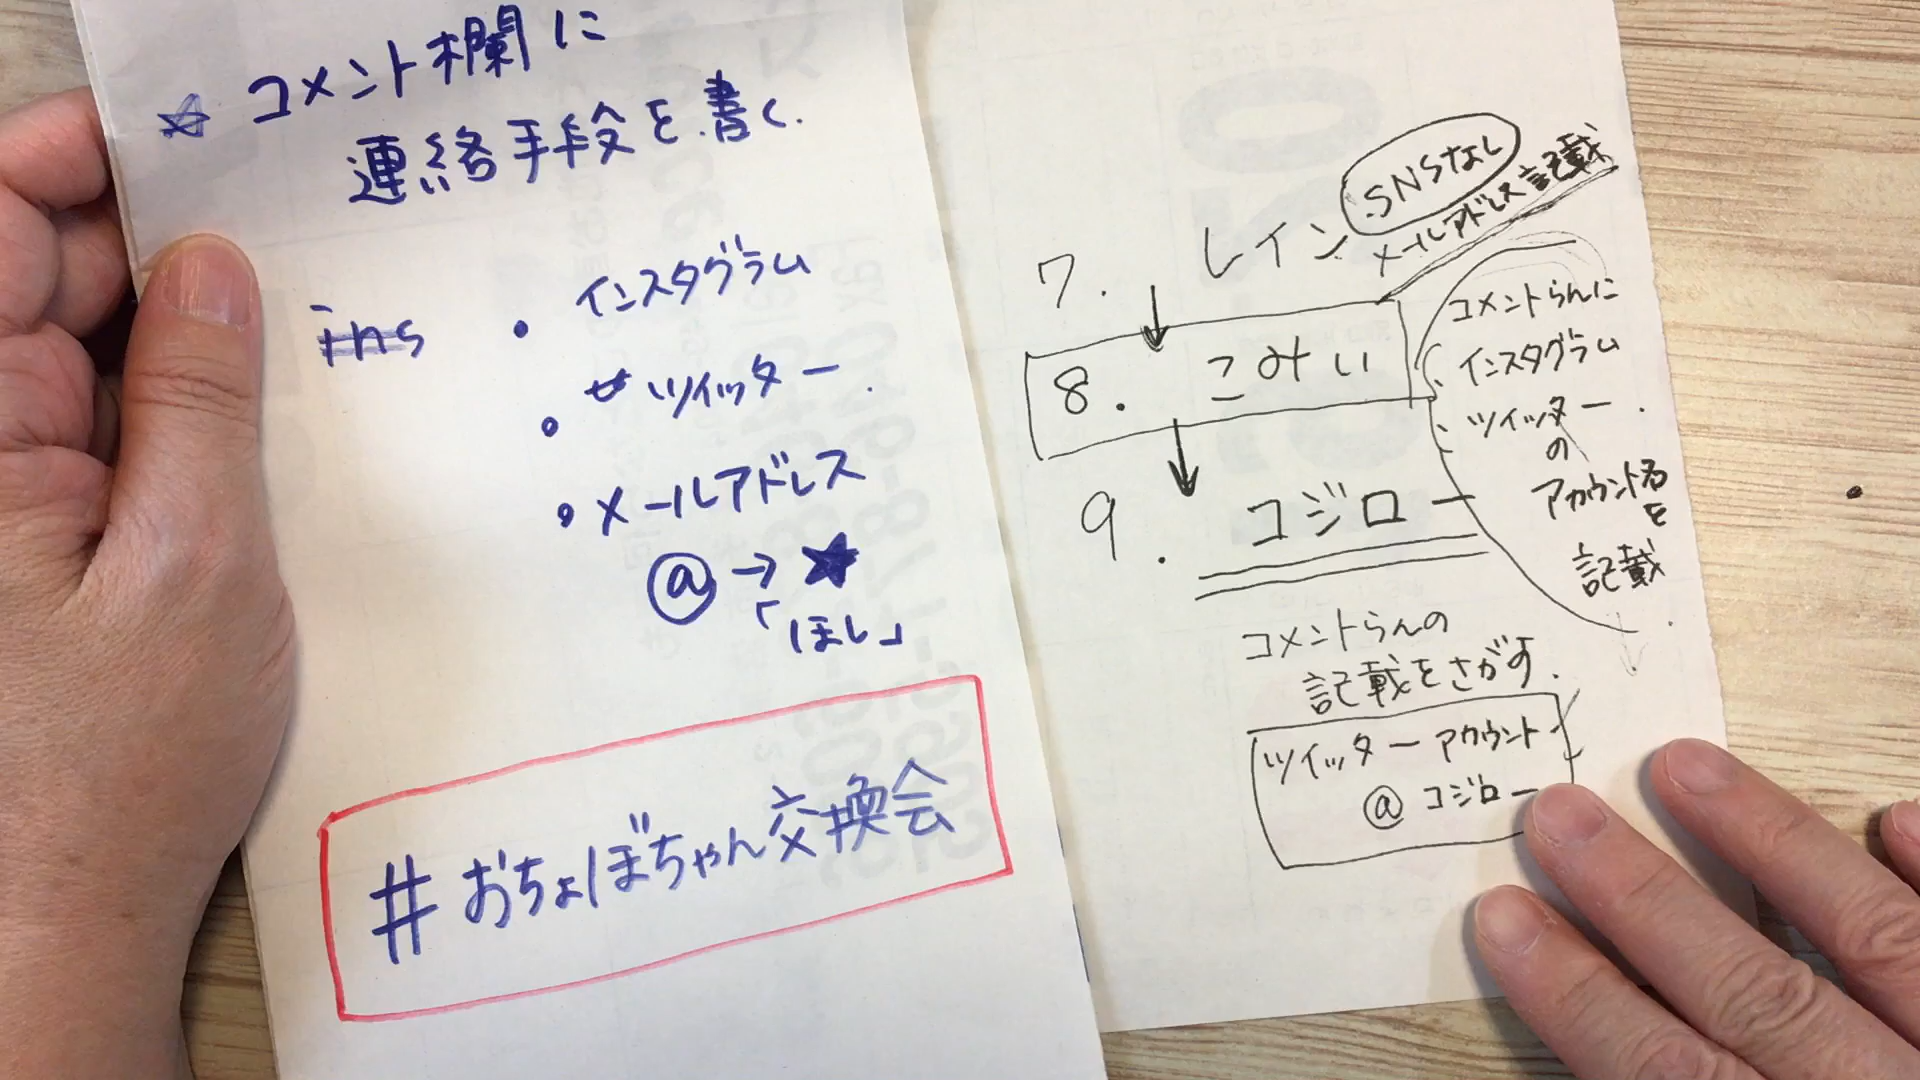 ☆ コメント欄に
連絡手段を書く.
ins
• インスタグラム
• ツイッター.
• メールアドレス
@ → ★
「ほし」
#おちょぼちゃん交換会
SNSなし
メールアドレス記載
7. レイン
8. こみい
9. コジロー
コメントらんに
インスタグラム
ツイッター.
の
アカウント名
を
記載
コメントらんの
記載をさがす.
ツイッターアカウント
@ コジロー